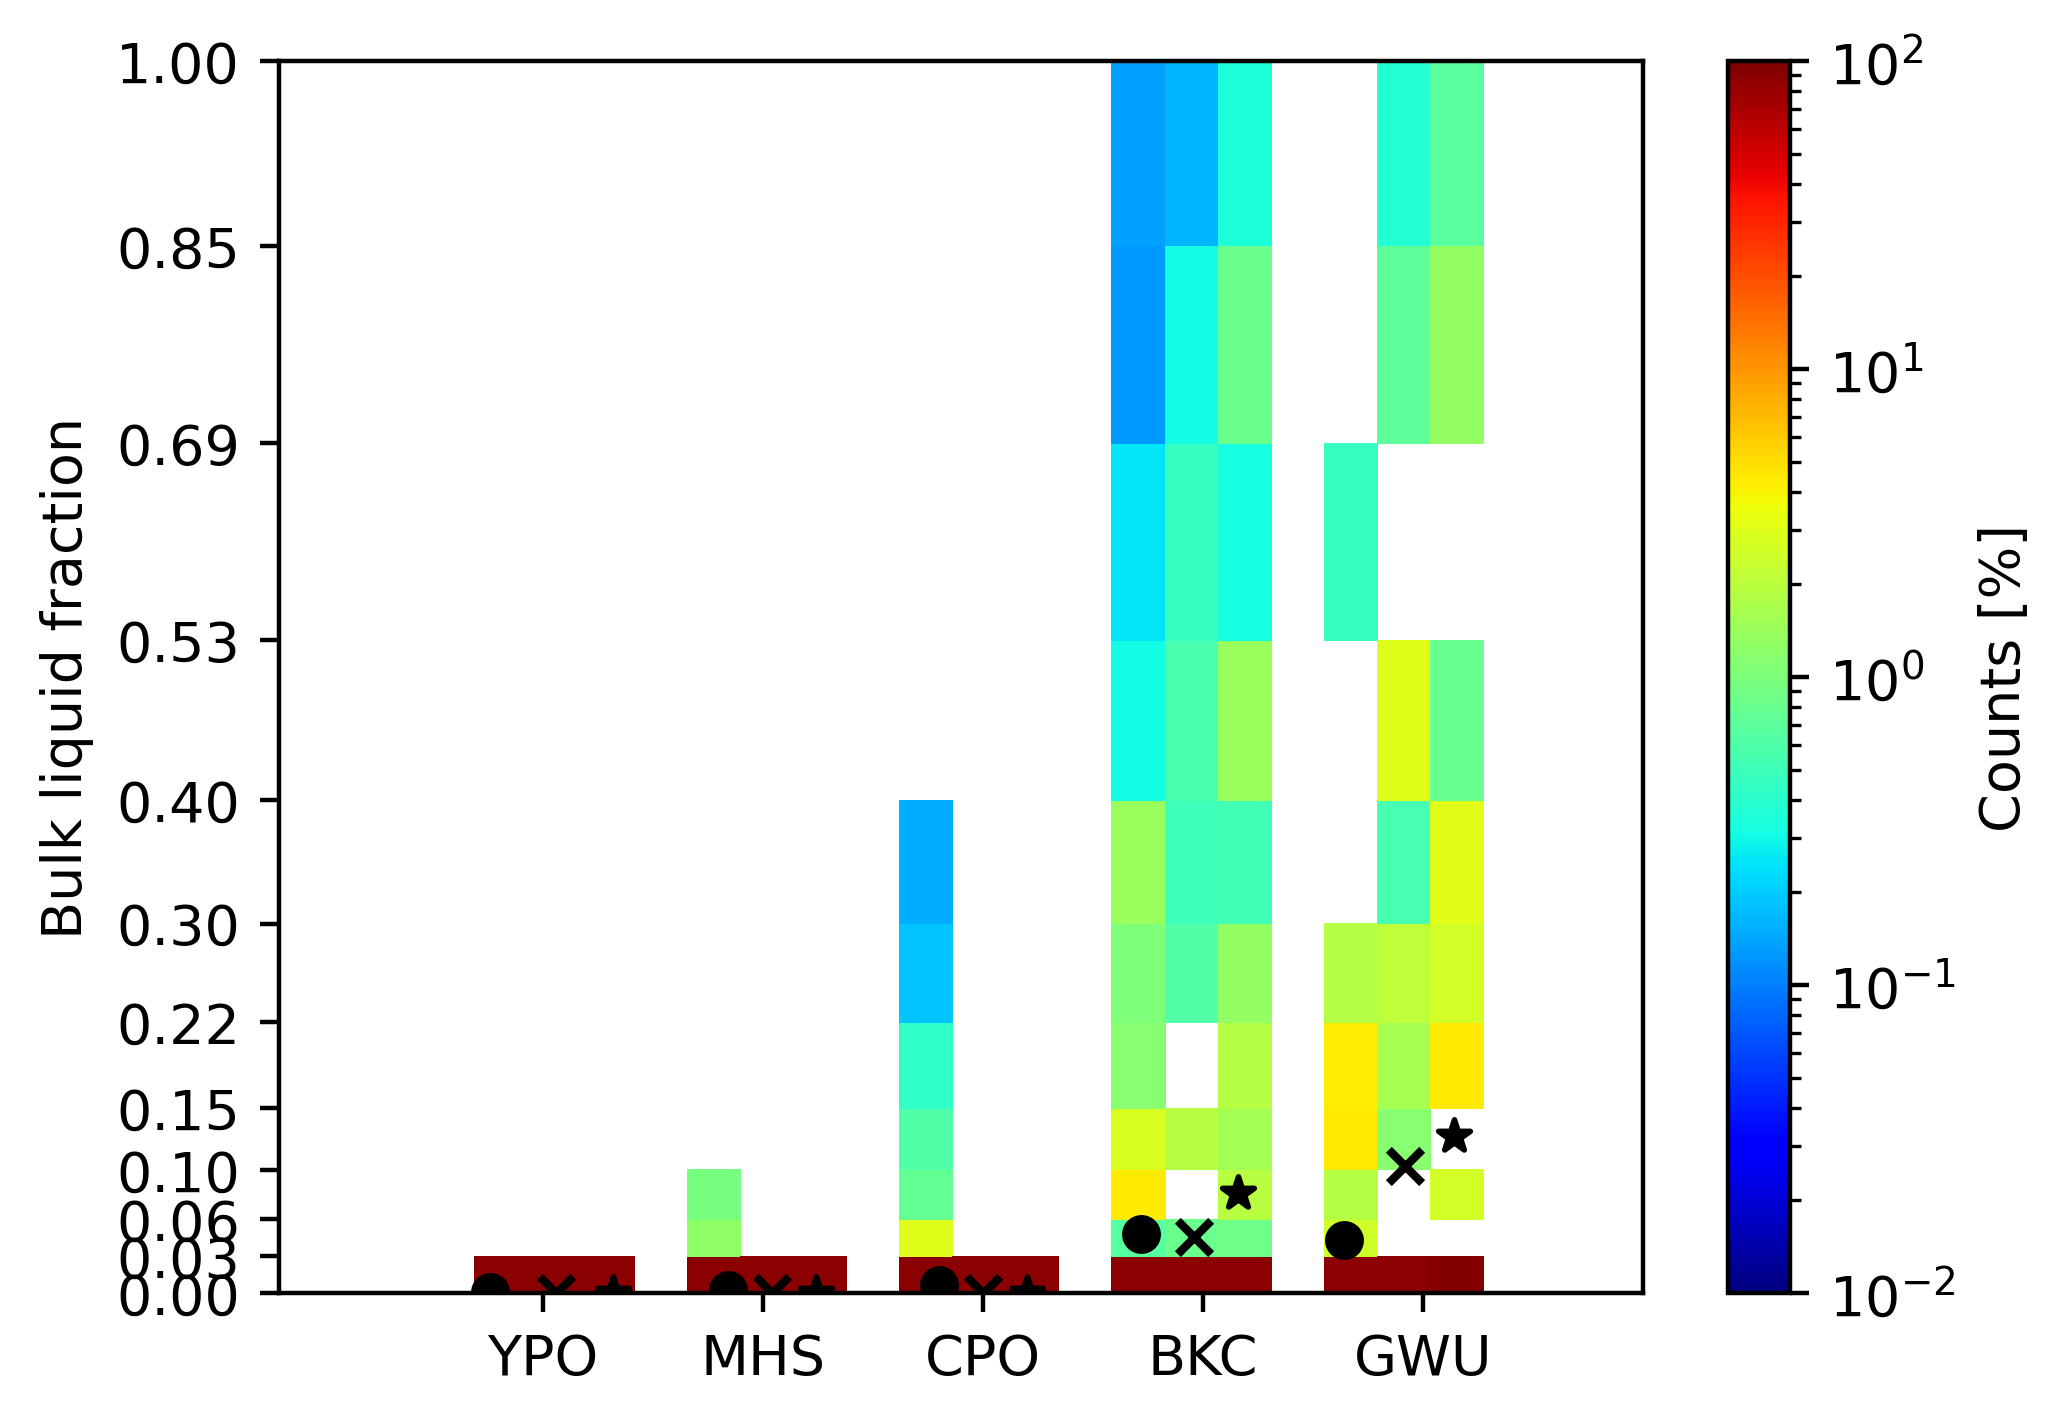 1.00
0.85
0.69
0.53
0.40
0.30
0.22
0.15
0.10
0.06
0.03
0.00
Bulk liquid fraction
YPO
MHS
CPO
BKC
GWU
10²
10¹
10⁰
10⁻¹
10⁻²
Counts [%]